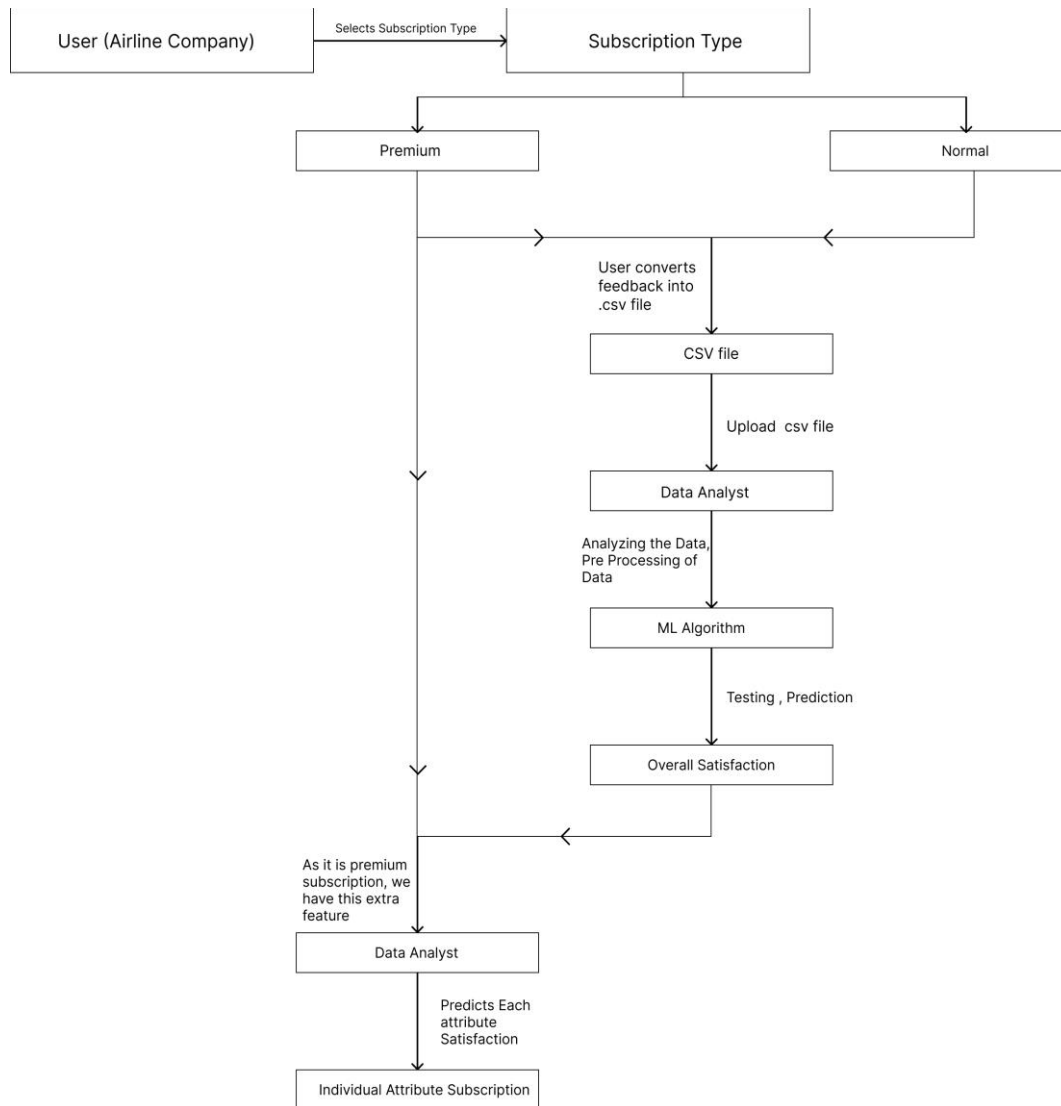 User (Airline Company)
Selects Subscription Type
Subscription Type
Premium
Normal
User converts
feedback into
.csv file
CSV file
Upload csv file
Data Analyst
Analyzing the Data,
Pre Processing of
Data
ML Algorithm
Testing , Prediction
Overall Satisfaction
As it is premium
subscription, we
have this extra
feature
Data Analyst
Predicts Each
attribute
Satisfaction
Individual Attribute Subscription